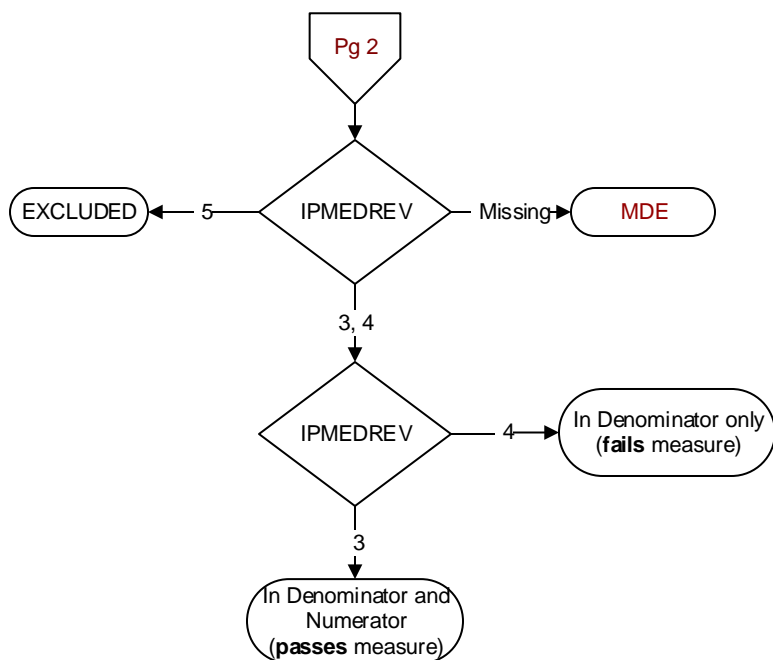 Pg 2
EXCLUDED
5
IPMEDREV
Missing
MDE
3, 4
IPMEDREV
4
In Denominator only
(fails measure)
3
In Denominator and
Numerator
(passes measure)